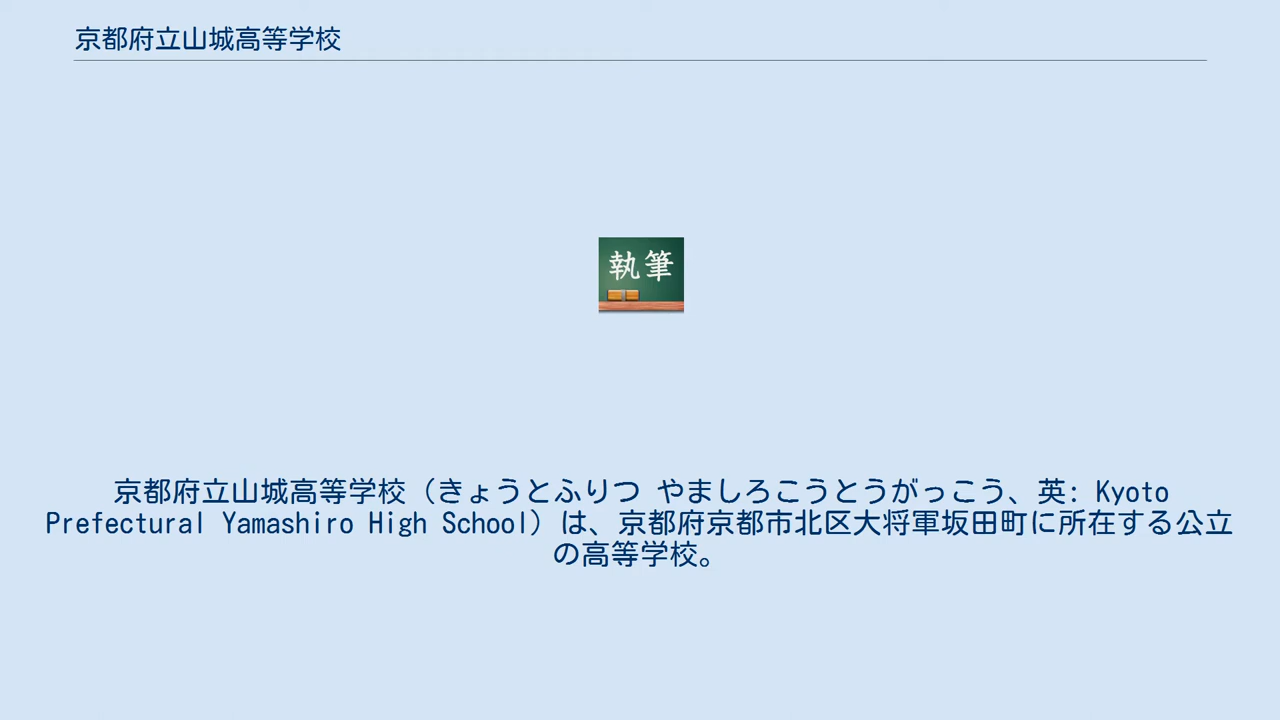 京都府立山城高等学校
執筆
京都府立山城高等学校（きょうとふりつ やましろこうとうがっこう、英: Kyoto
Prefectural Yamashiro High School）は、京都府京都市北区大将軍坂田町に所在する公立
の高等学校。